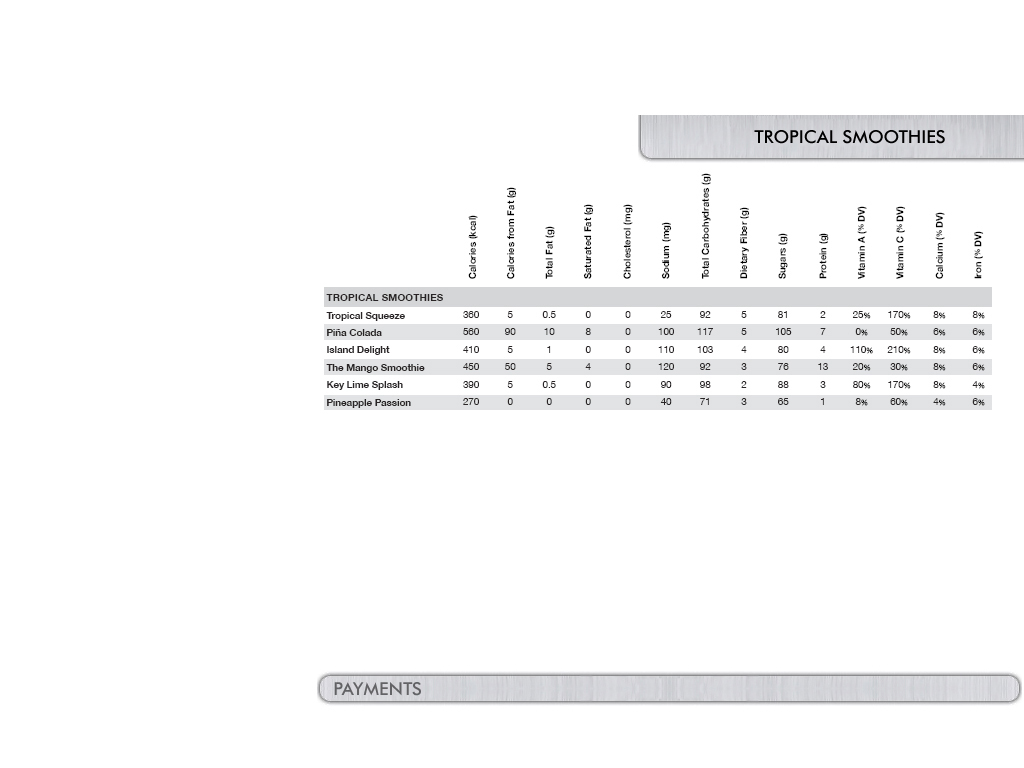 TROPICAL SMOOTHIES
Calories (kcal) Calories from Fat (g) Total Fat (g) Saturated Fat (g) Cholesterol (mg) Sodium (mg) Total Carbohydrates (g) Dietary Fiber (g) Sugars (g) Protein (g) Vitamin A (% DV) Vitamin C (% DV) Calcium (% DV) Iron (% DV)
TROPICAL SMOOTHIES
Tropical Squeeze 360 5 0.5 0 0 25 92 5 81 2 25% 170% 8% 8%
Piña Colada 560 90 10 8 0 100 117 5 105 7 0% 50% 6% 6%
Island Delight 410 5 1 0 0 110 103 4 80 4 110% 210% 8% 6%
The Mango Smoothie 450 50 5 4 0 120 92 3 76 13 20% 30% 8% 6%
Key Lime Splash 390 5 0.5 0 0 90 98 2 88 3 80% 170% 8% 4%
Pineapple Passion 270 0 0 0 0 40 71 3 65 1 8% 60% 4% 6%
PAYMENTS